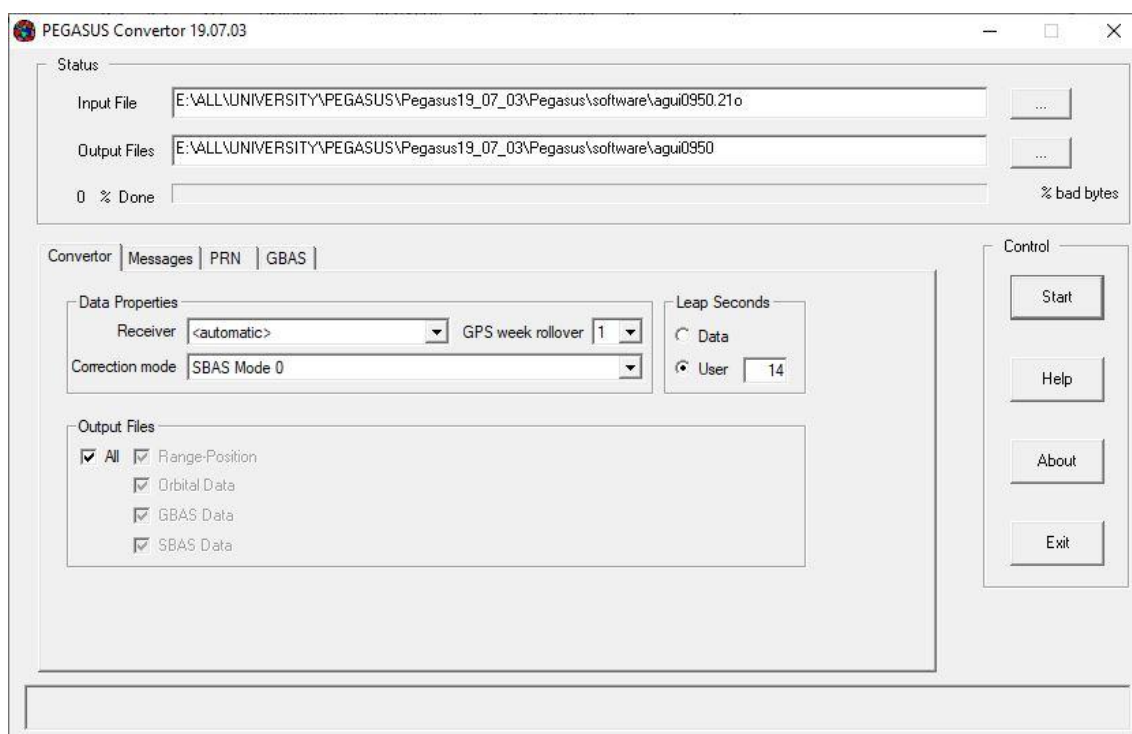 PEGASUS Convertor 19.07.03
Status
Input File E:\ALL\UNIVERSITY\PEGASUS\Pegasus19_07_03\Pegasus\software\agui0950.21o ...
Output Files E:\ALL\UNIVERSITY\PEGASUS\Pegasus19_07_03\Pegasus\software\agui0950 ...
0 % Done % bad bytes
Convertor Messages PRN GBAS
Data Properties
Receiver <automatic> GPS week rollover 1
Correction mode SBAS Mode 0
Leap Seconds
Data
User 14
Output Files
All Range-Position
Orbital Data
GBAS Data
SBAS Data
Control
Start
Help
About
Exit